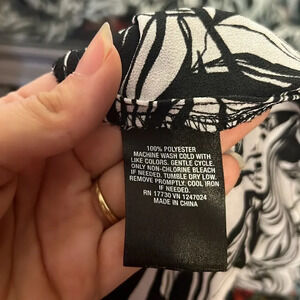 100% POLYESTER
MACHINE WASH COLD WITH
LIKE COLORS. GENTLE CYCLE.
ONLY NON-CHLORINE BLEACH
IF NEEDED. TUMBLE DRY LOW.
REMOVE PROMPTLY. COOL IRON
IF NEEDED.
RN 17730 VN 1247024
MADE IN CHINA